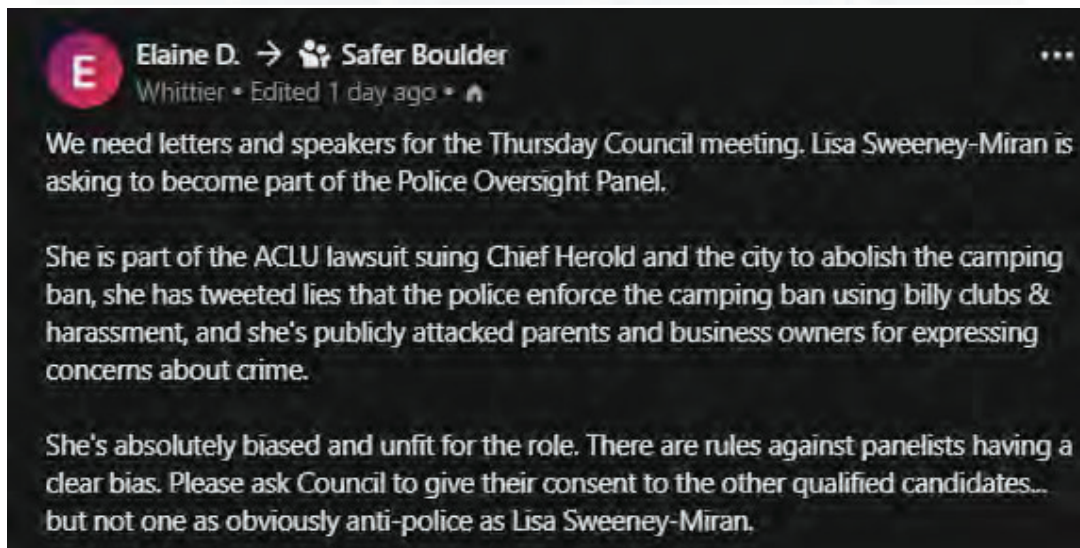 E
Elaine D. → Safer Boulder
Whittier • Edited 1 day ago •
We need letters and speakers for the Thursday Council meeting. Lisa Sweeney-Miran is
asking to become part of the Police Oversight Panel.
She is part of the ACLU lawsuit suing Chief Herold and the city to abolish the camping
ban, she has tweeted lies that the police enforce the camping ban using billy clubs &
harassment, and she's publicly attacked parents and business owners for expressing
concerns about crime.
She's absolutely biased and unfit for the role. There are rules against panelists having a
clear bias. Please ask Council to give their consent to the other qualified candidates...
but not one as obviously anti-police as Lisa Sweeney-Miran.